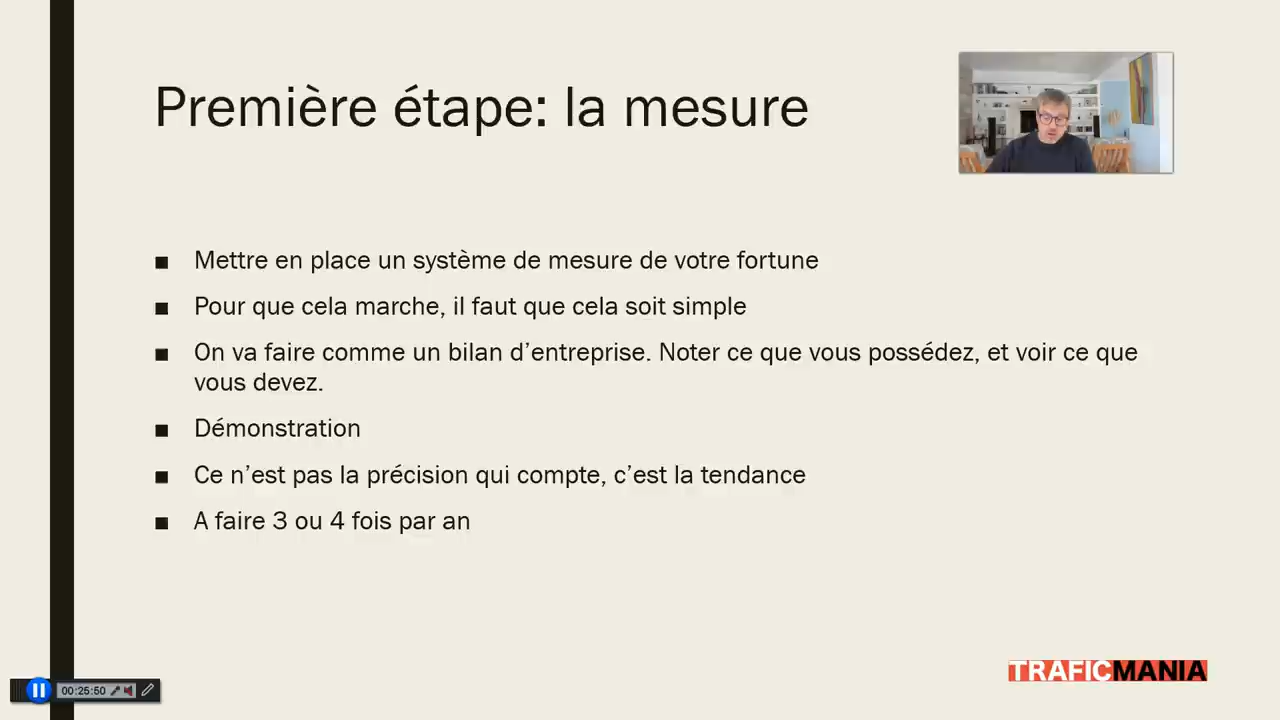 Première étape: la mesure
■ Mettre en place un système de mesure de votre fortune
■ Pour que cela marche, il faut que cela soit simple
■ On va faire comme un bilan d’entreprise. Noter ce que vous possédez, et voir ce que
vous devez.
■ Démonstration
■ Ce n’est pas la précision qui compte, c’est la tendance
■ A faire 3 ou 4 fois par an
TRAFICMANIA
00:25:50